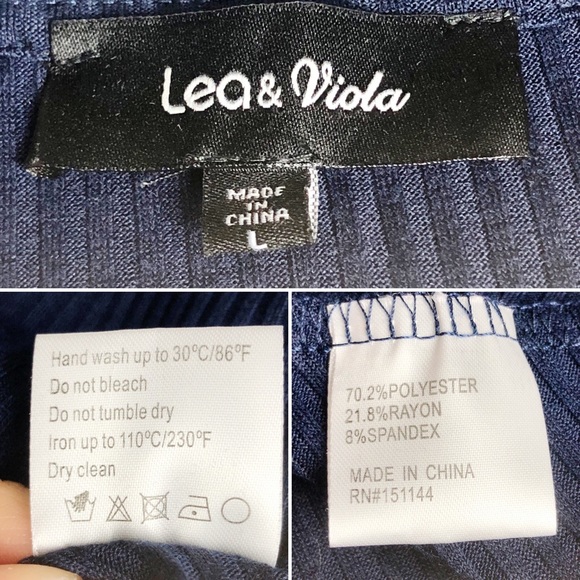 Lea & Viola
MADE
IN
CHINA
L
Hand wash up to 30ºC/86ºF
Do not bleach
Do not tumble dry
Iron up to 110ºC/230ºF
Dry clean
70.2%POLYESTER
21.8%RAYON
8%SPANDEX
MADE IN CHINA
RN#151144